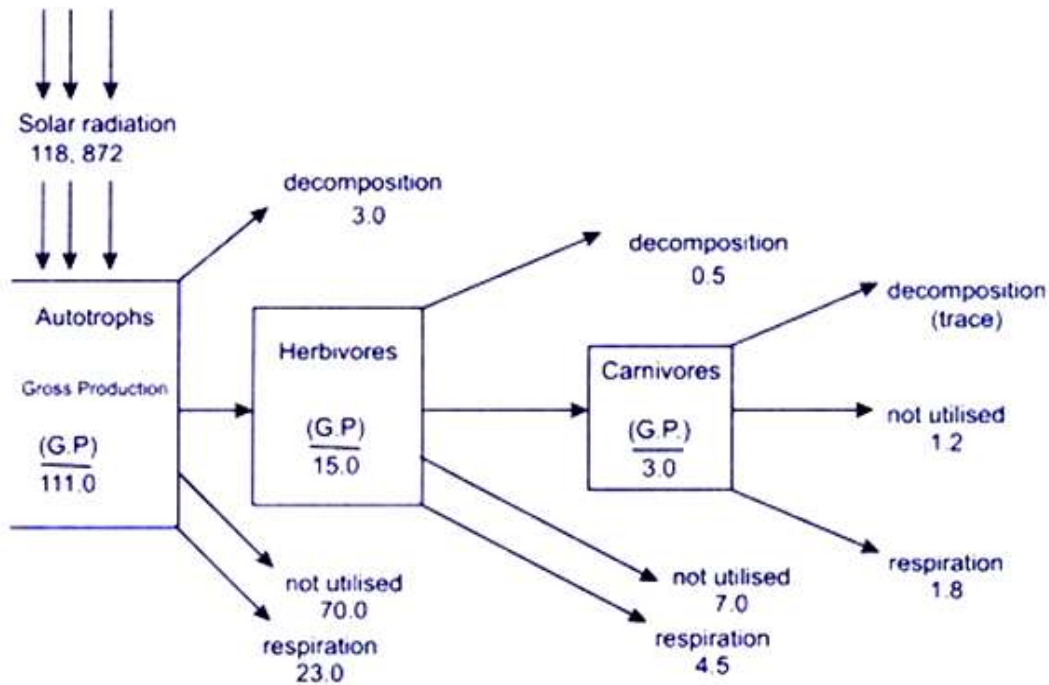 Solar radiation
118, 872
decomposition
3.0
decomposition
0.5
decomposition
(trace)
Autotrophs
Gross Production
(G.P)
111.0
Herbivores
(G.P)
15.0
Carnivores
(G.P.)
3.0
not utilised
1.2
not utilised
70.0
respiration
23.0
not utilised
7.0
respiration
4.5
respiration
1.8